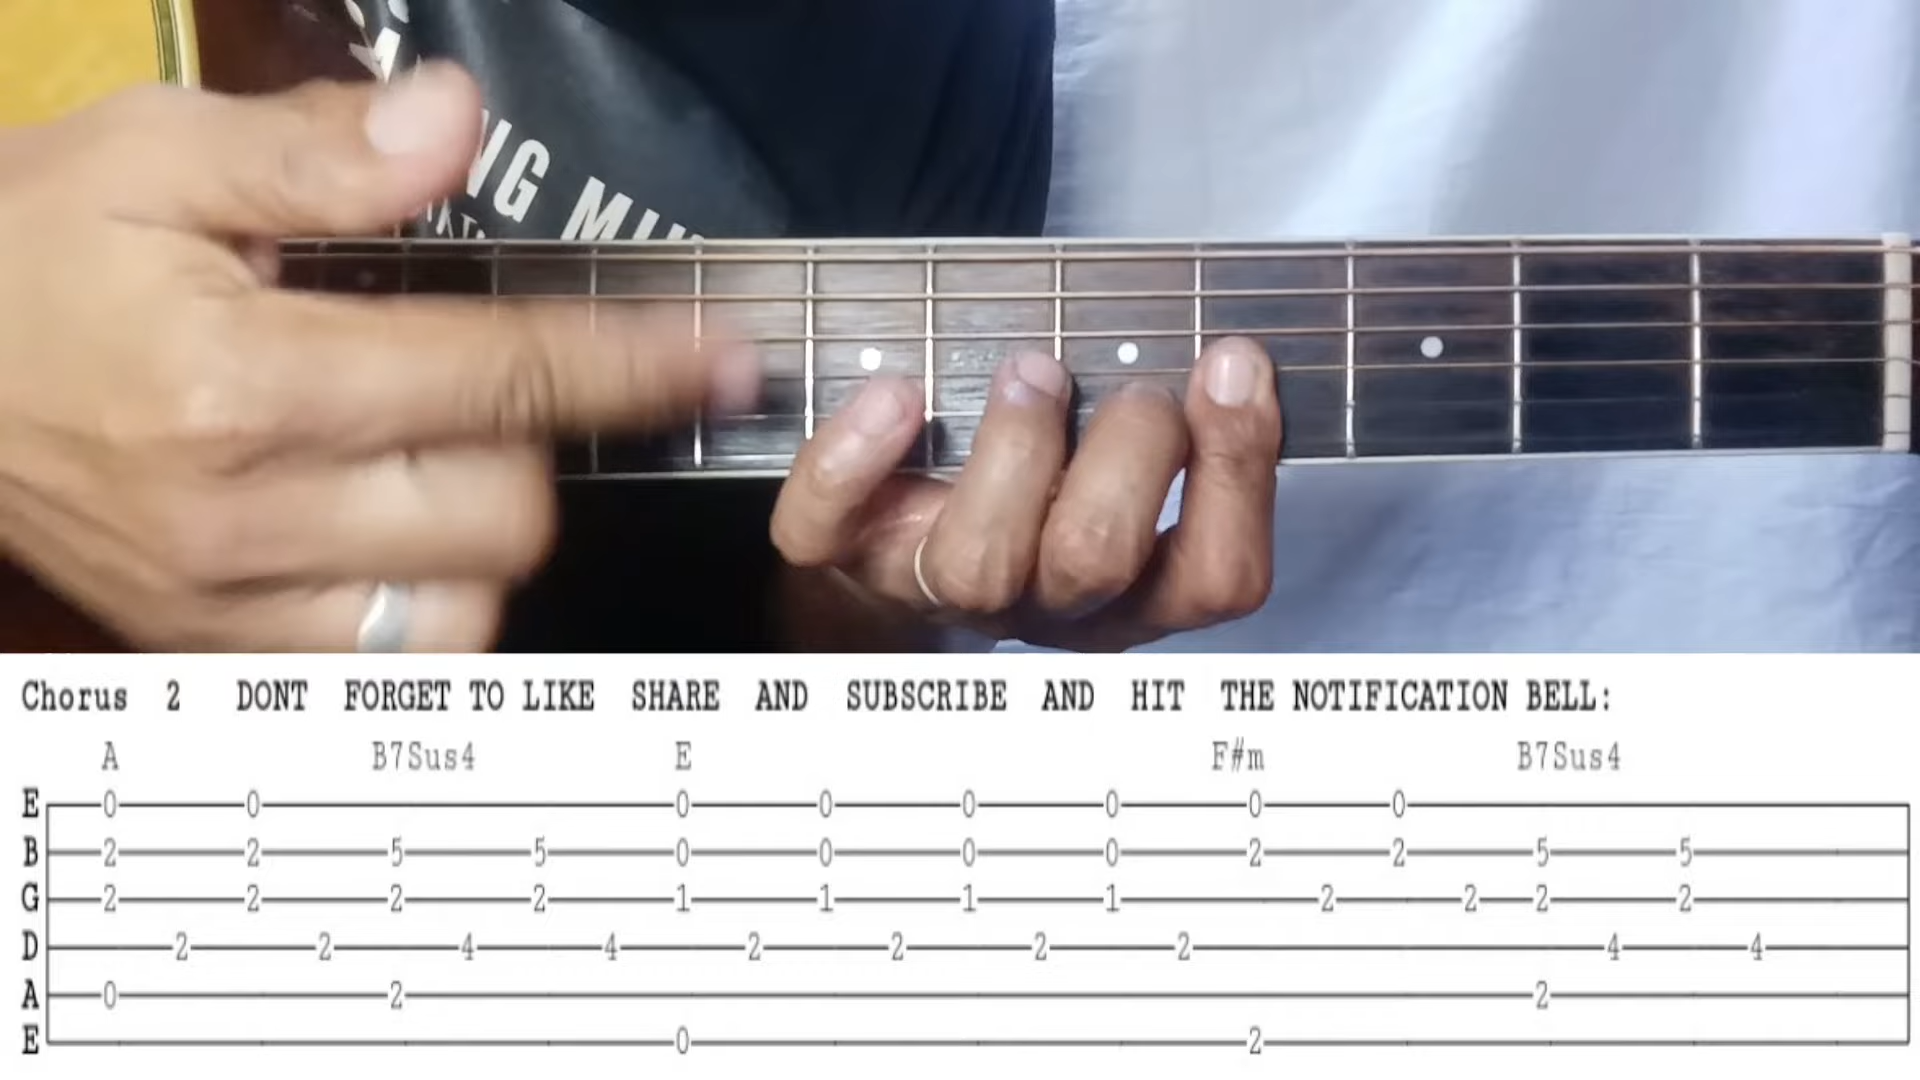 NG MU
Chorus 2 DONT FORGET TO LIKE SHARE AND SUBSCRIBE AND HIT THE NOTIFICATION BELL:
A B7Sus4 E F#m B7Sus4
E 0 0 0 0 0 0 0 0
B 2 2 5 5 0 0 0 0 2 2 5 5
G 2 2 2 2 1 1 1 1 2 2 2 2
D 2 2 4 4 2 2 2 2 4 4
A 0 2 2
E 0 2